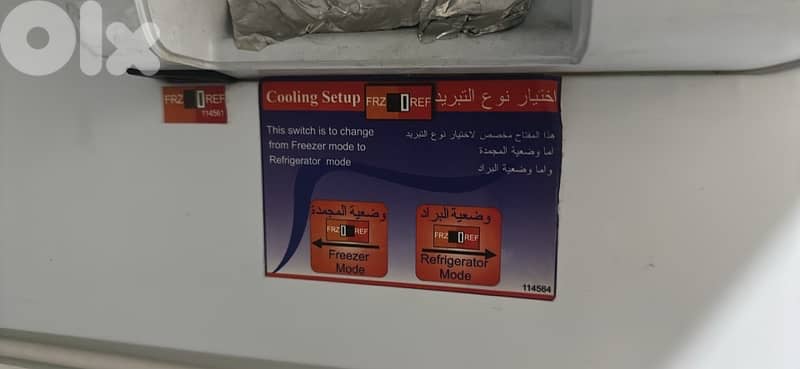 olx
FRZ REF
114561
Cooling Setup FRZ REF اختيار نوع التبريد
This switch is to change
from Freezer mode to
Refrigerator mode
هذا المفتاح مخصص لاختيار نوع التبريد
اما وضعية المجمدة
واما وضعية البراد
وضعية المجمدة
FRZ REF
Freezer
Mode
وضعية البراد
FRZ REF
Refrigerator
Mode
114564